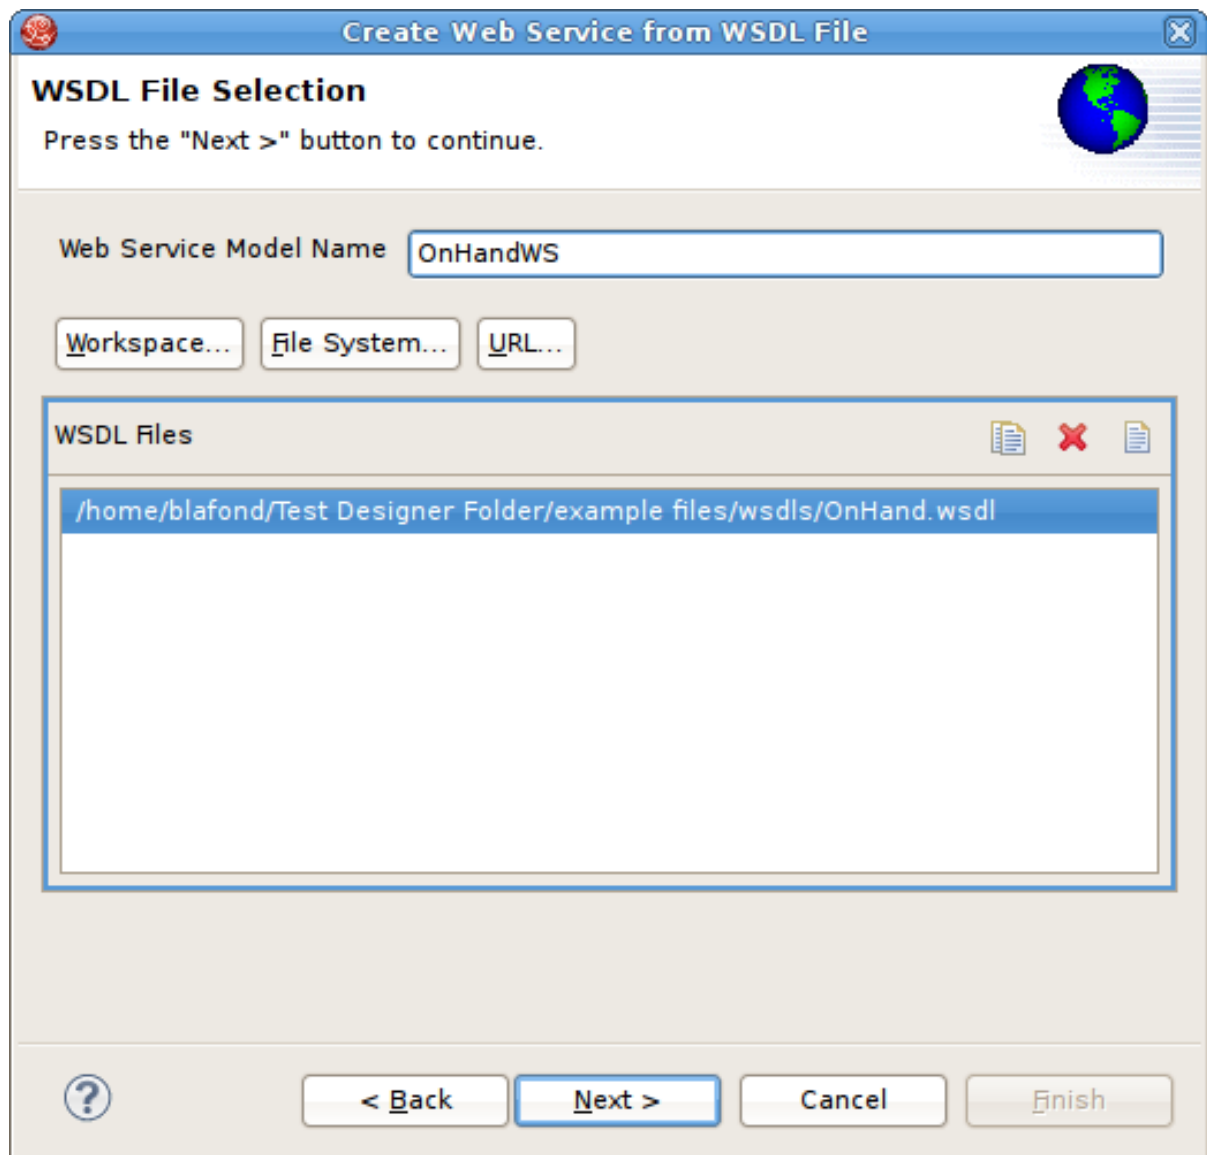 Create Web Service from WSDL File
WSDL File Selection
Press the "Next >" button to continue.
Web Service Model Name OnHandWS
Workspace... File System... URL...
WSDL Files
/home/blafond/Test Designer Folder/example files/wsdls/OnHand.wsdl
? < Back Next > Cancel Finish